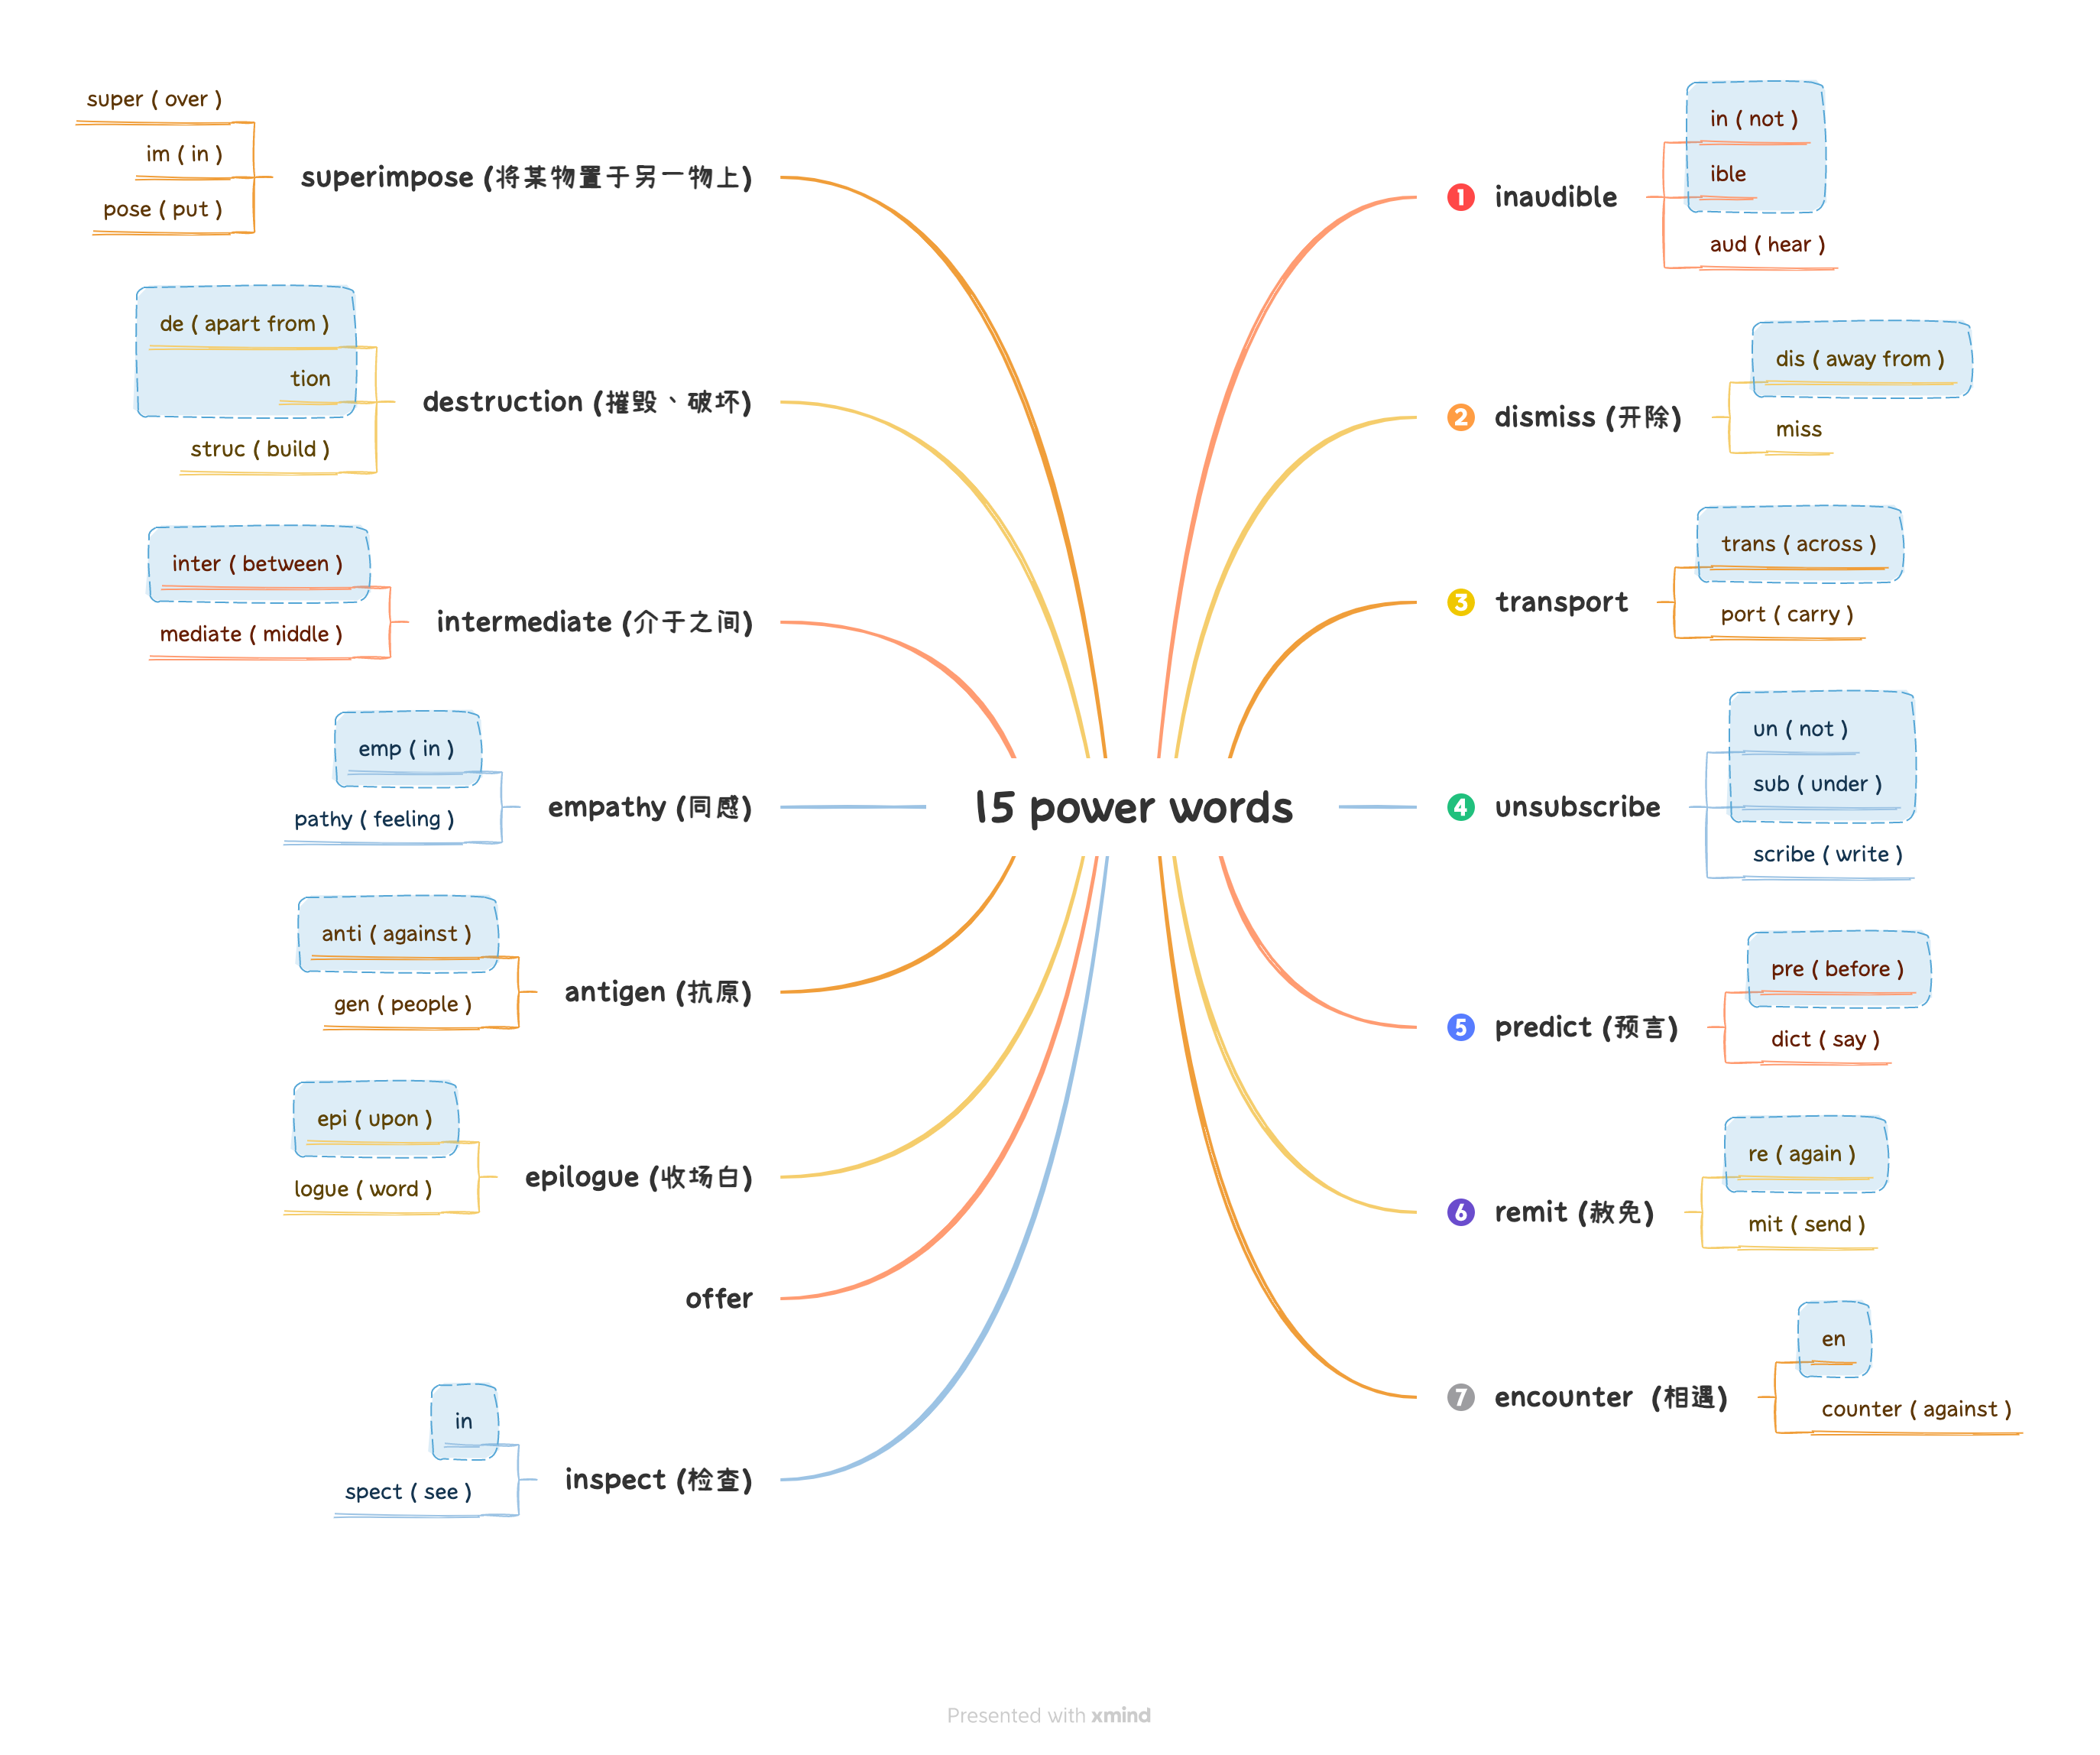 15 power words
1 inaudible
in ( not )
ible
aud ( hear )
2 dismiss (开除)
dis ( away from )
miss
3 transport
trans ( across )
port ( carry )
4 unsubscribe
un ( not )
sub ( under )
scribe ( write )
5 predict (预言)
pre ( before )
dict ( say )
6 remit (赦免)
re ( again )
mit ( send )
7 encounter (相遇)
en
counter ( against )
superimpose (将某物置于另一物上)
super ( over )
im ( in )
pose ( put )
destruction (摧毁、破坏)
de ( apart from )
tion
struc ( build )
intermediate (介于之间)
inter ( between )
mediate ( middle )
empathy (同感)
emp ( in )
pathy ( feeling )
antigen (抗原)
anti ( against )
gen ( people )
epilogue (收场白)
epi ( upon )
logue ( word )
offer
inspect (检查)
in
spect ( see )
Presented with xmind